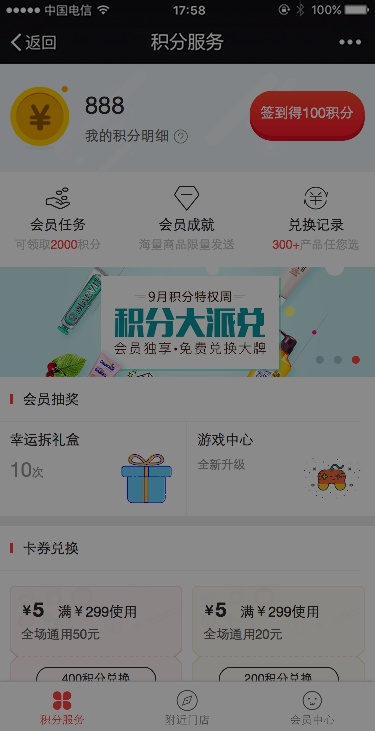 中国电信 17:58 100%
返回 积分服务
888
我的积分明细 ?
签到得100积分
会员任务 会员成就 兑换记录
可领取2000积分 海量商品限量发送 300+产品任您选
9月积分特权周
积分大派兑
会员独享·免费兑换大牌
会员抽奖
幸运拆礼盒
10次
游戏中心
全新升级
卡券兑换
¥5 满¥299使用
全场通用50元
400积分兑换
¥5 满¥299使用
全场通用20元
200积分兑换
积分服务 附近门店 会员中心